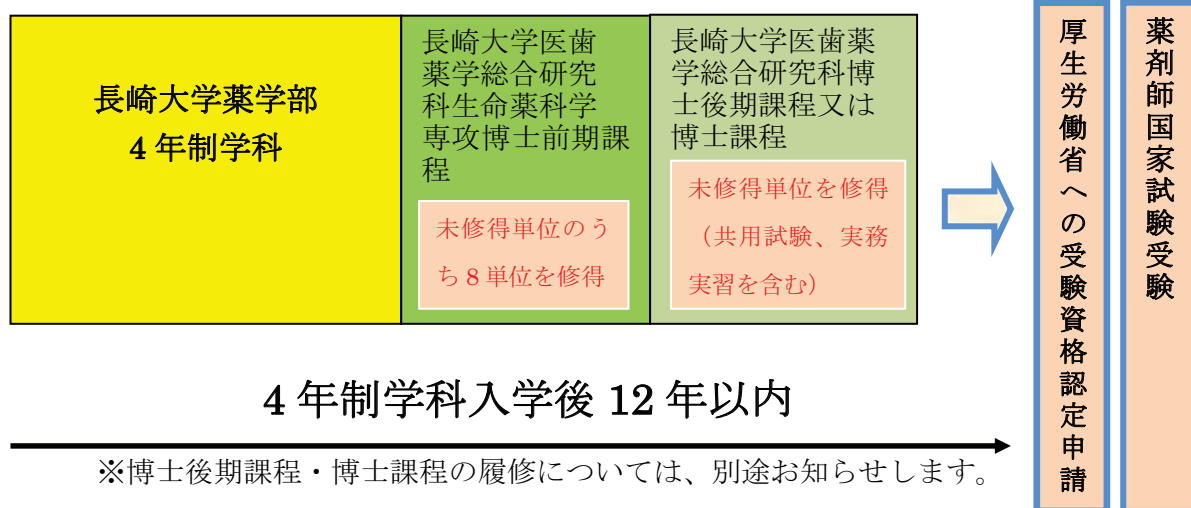 長崎大学薬学部
4 年制学科
長崎大学医歯
薬学総合研究
科生命薬科学
専攻博士前期課
程
未修得単位のう
ち8単位を修得
長崎大学医歯薬
学総合研究科博
士後期課程又は
博士課程
未修得単位を修得
（共用試験、実務
実習を含む）
4 年制学科入学後 12 年以内
※博士後期課程・博士課程の履修については、別途お知らせします。
厚生労働省への受験資格認定申請
薬剤師国家試験受験